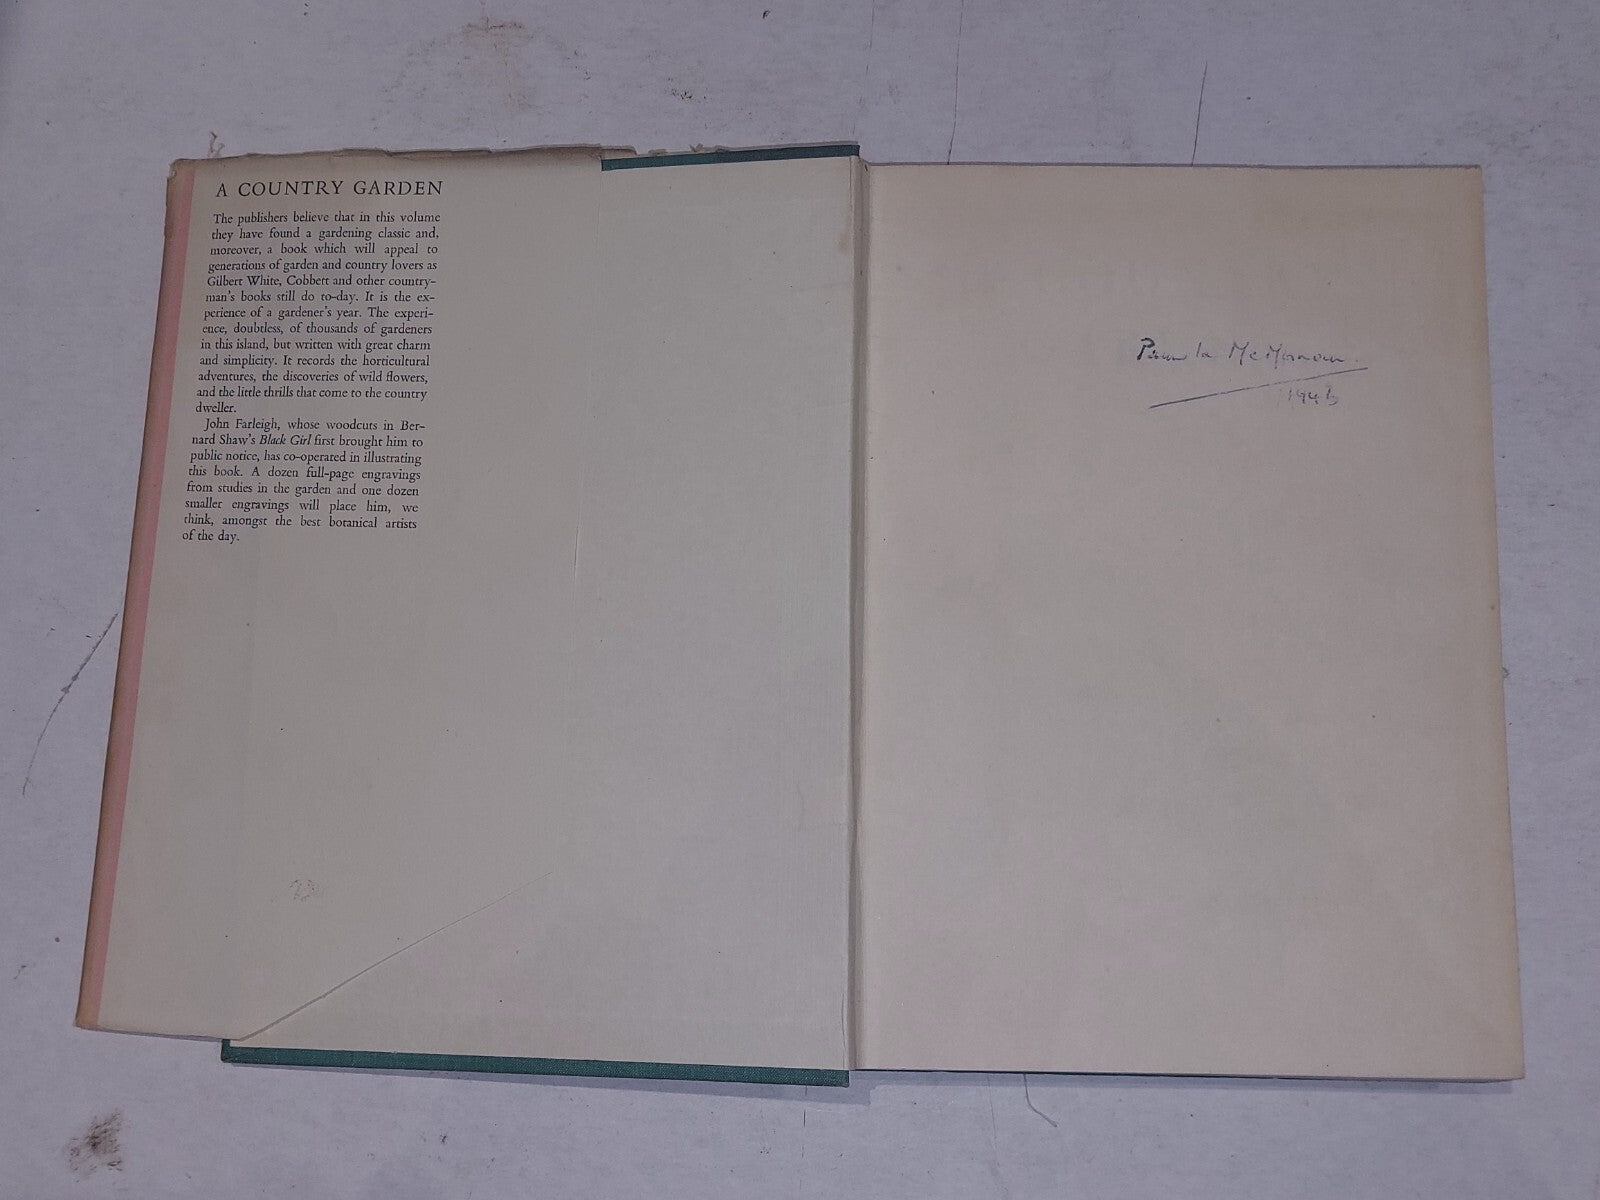 A COUNTRY GARDEN
The publishers believe that in this volume
they have found a gardening classic and,
moreover, a book which will appeal to
generations of garden and country lovers as
Gilbert White, Cobbett and other country-
man's books still do to-day. It is the ex-
perience of a gardener's year. The experi-
ence, doubtless, of thousands of gardeners
in this island, but written with great charm
and simplicity. It records the horticultural
adventures, the discoveries of wild flowers,
and the little thrills that come to the country
dweller.
John Farleigh, whose woodcuts in Ber-
nard Shaw's Black Girl first brought him to
public notice, has co-operated in illustrating
this book. A dozen full-page engravings
from studies in the garden and one dozen
smaller engravings will place him, we
think, amongst the best botanical artists
of the day.